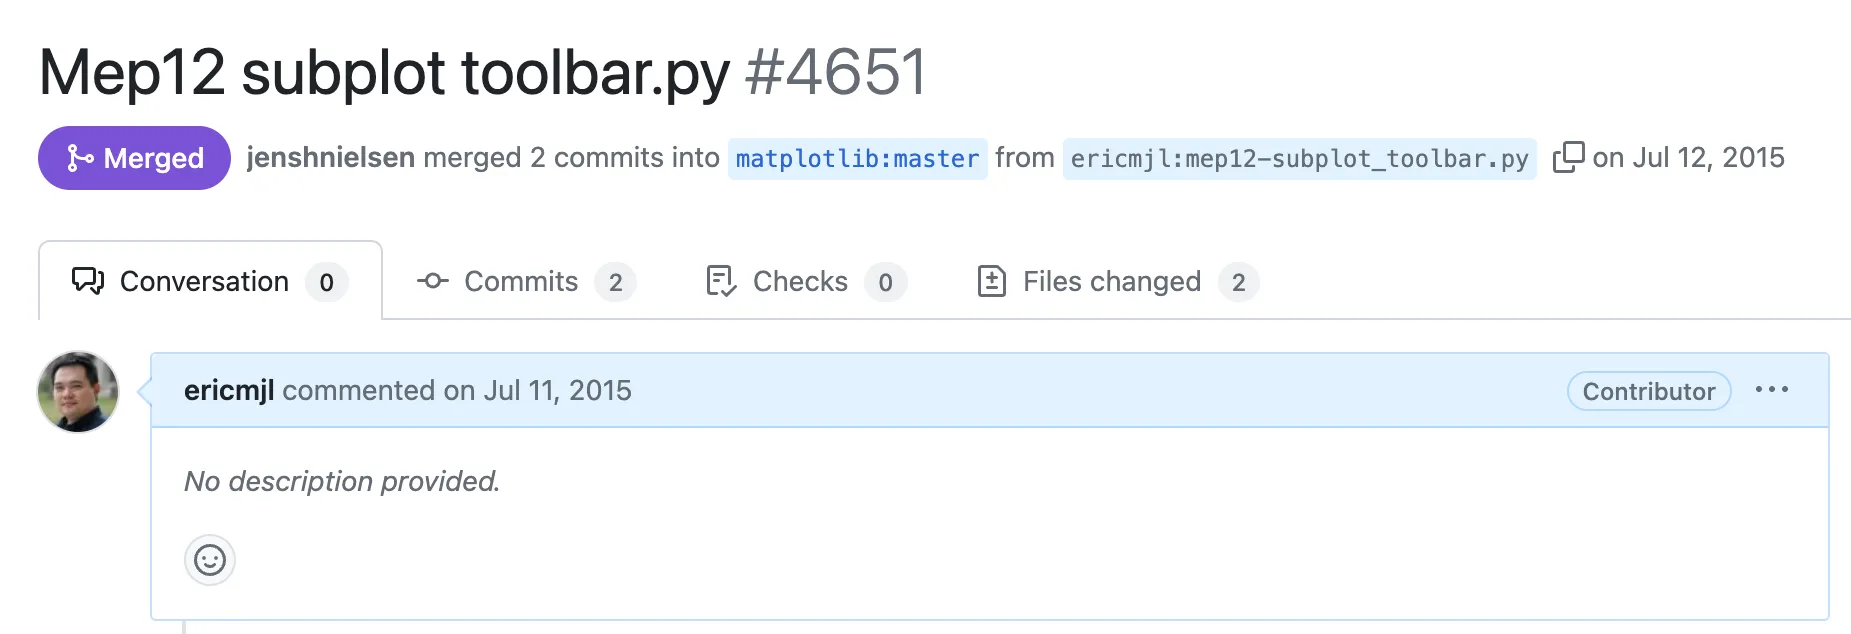 Mep12 subplot toolbar.py #4651
Merged jenshnielsen merged 2 commits into matplotlib:master from ericmjl:mep12-subplot_toolbar.py on Jul 12, 2015
Conversation 0 Commits 2 Checks 0 Files changed 2
ericmjl commented on Jul 11, 2015 Contributor ...
No description provided.